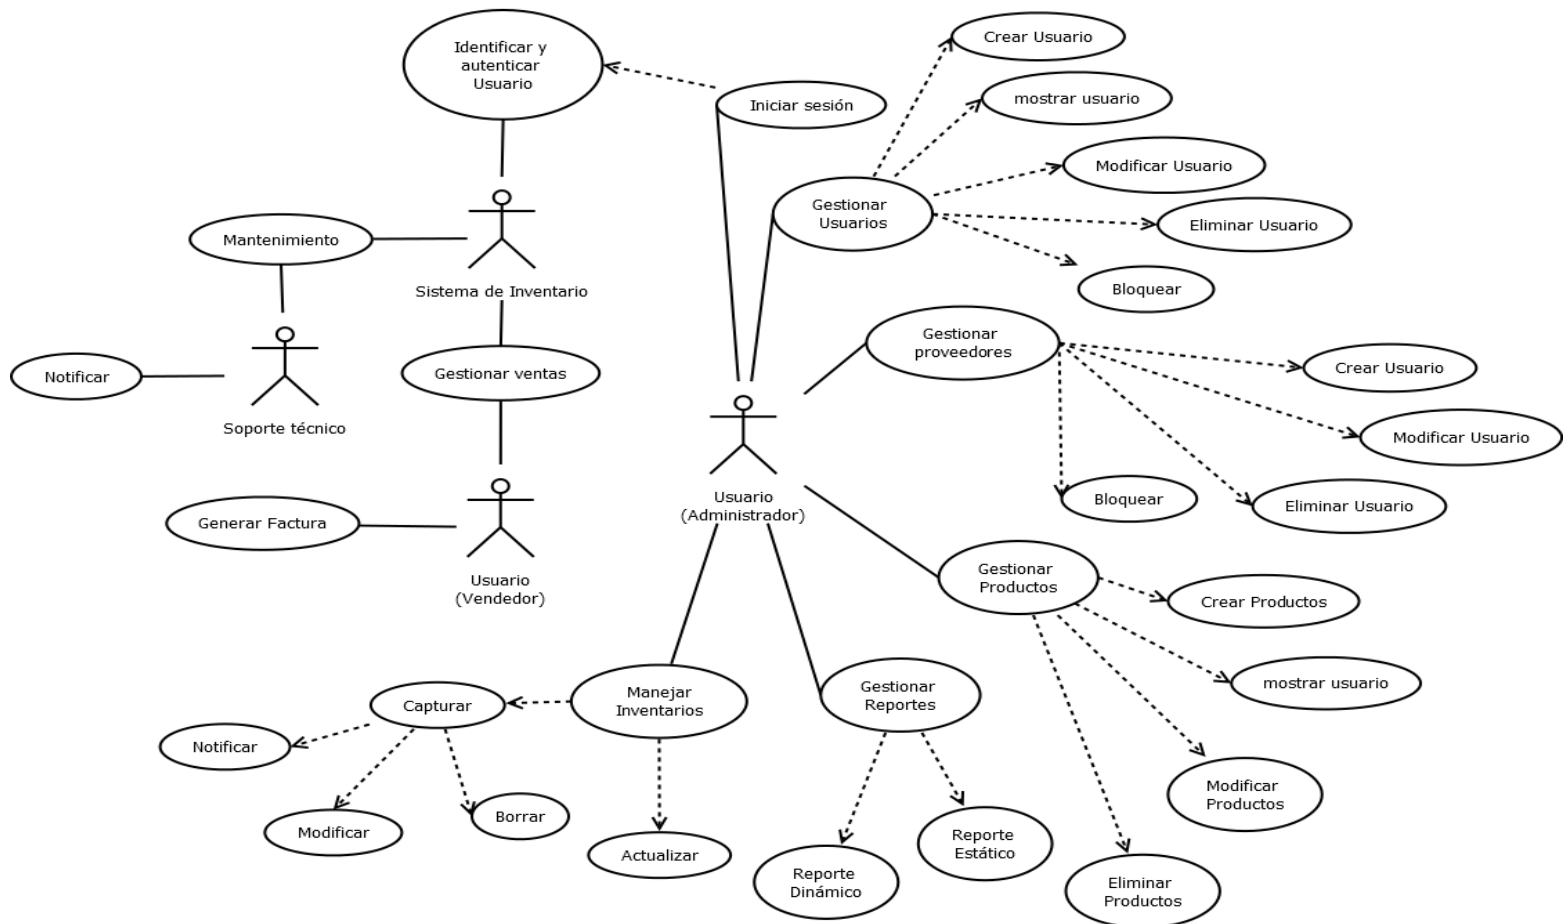 Identificar y
autenticar
Usuario
Iniciar sesión
Crear Usuario
mostrar usuario
Modificar Usuario
Gestionar
Usuarios
Eliminar Usuario
Bloquear
Mantenimiento
Sistema de Inventario
Notificar
Soporte técnico
Gestionar ventas
Gestionar
proveedores
Crear Usuario
Modificar Usuario
Eliminar Usuario
Bloquear
Usuario
(Administrador)
Generar Factura
Usuario
(Vendedor)
Gestionar
Productos
Crear Productos
mostrar usuario
Modificar
Productos
Eliminar
Productos
Manejar
Inventarios
Capturar
Notificar
Modificar
Borrar
Actualizar
Gestionar
Reportes
Reporte
Dinámico
Reporte
Estático